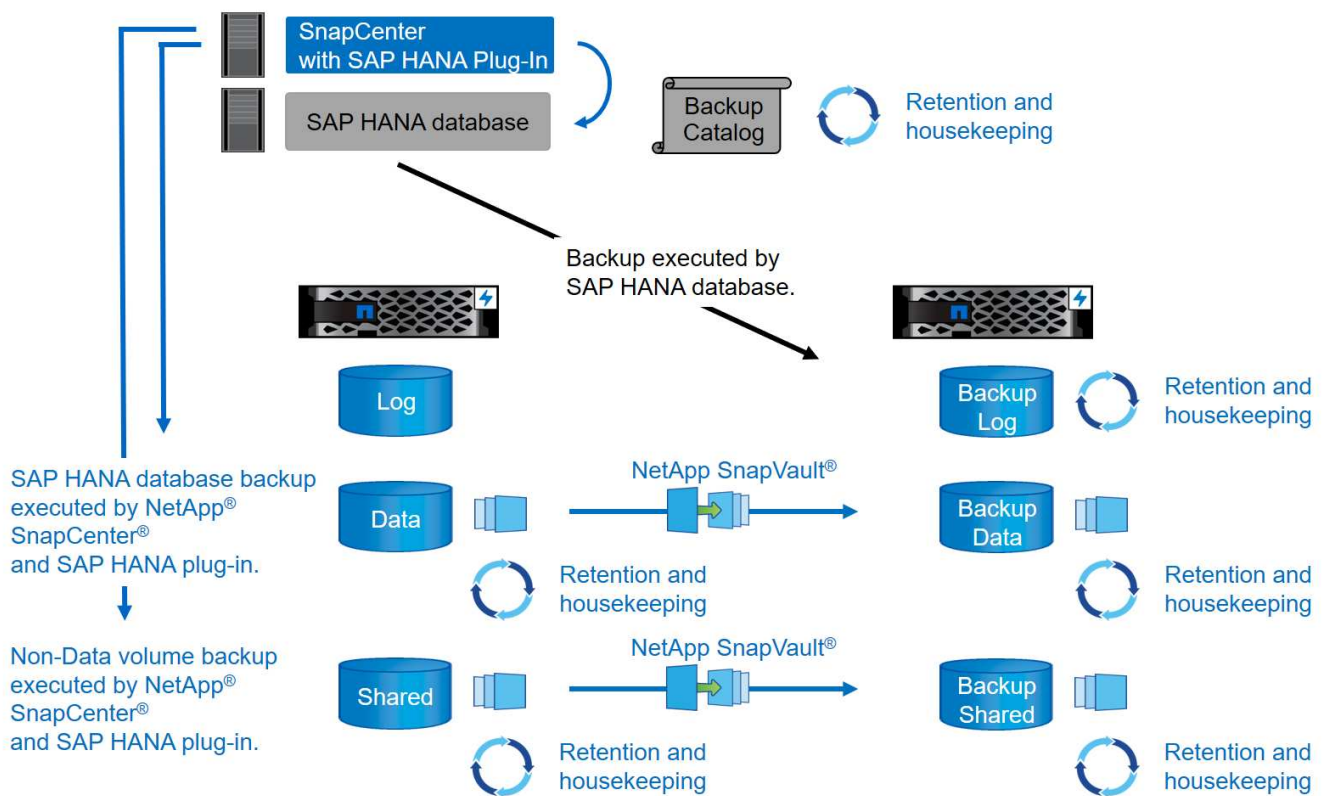 SnapCenter
with SAP HANA Plug-In
SAP HANA database
Backup
Catalog
Retention and
housekeeping
Backup executed by
SAP HANA database.
Log
Backup
Log
Retention and
housekeeping
SAP HANA database backup
executed by NetApp®
SnapCenter®
and SAP HANA plug-in.
Data
NetApp SnapVault®
Backup
Data
Retention and
housekeeping
Retention and
housekeeping
Non-Data volume backup
executed by NetApp®
SnapCenter®
and SAP HANA plug-in.
Shared
NetApp SnapVault®
Backup
Shared
Retention and
housekeeping
Retention and
housekeeping